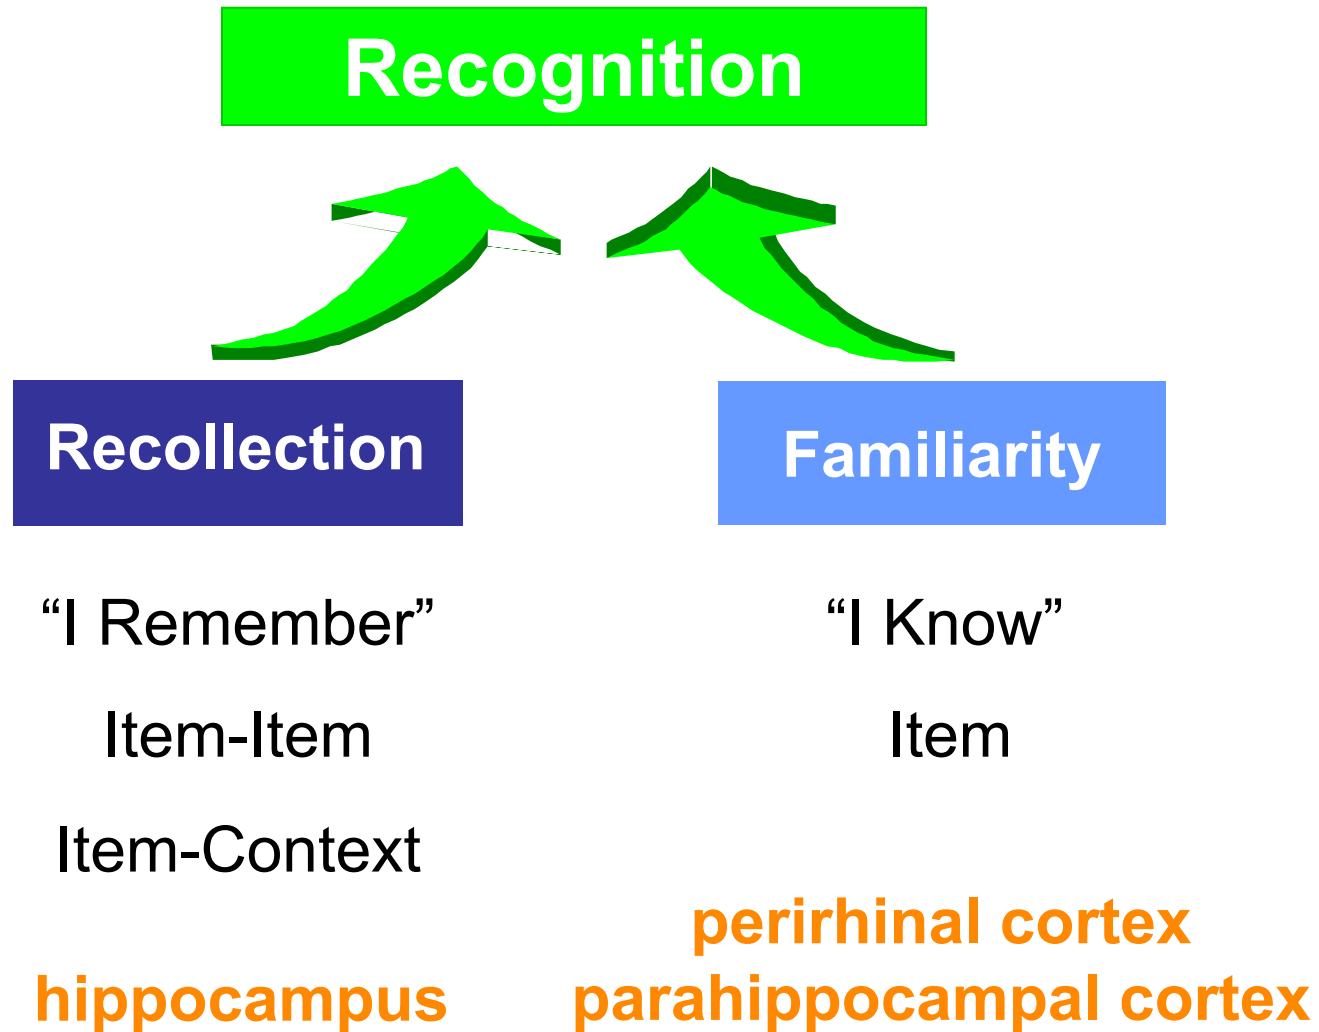 Recognition
Recollection
Familiarity
“I Remember”
“I Know”
Item-Item
Item
Item-Context
perirhinal cortex
hippocampus
parahippocampal cortex